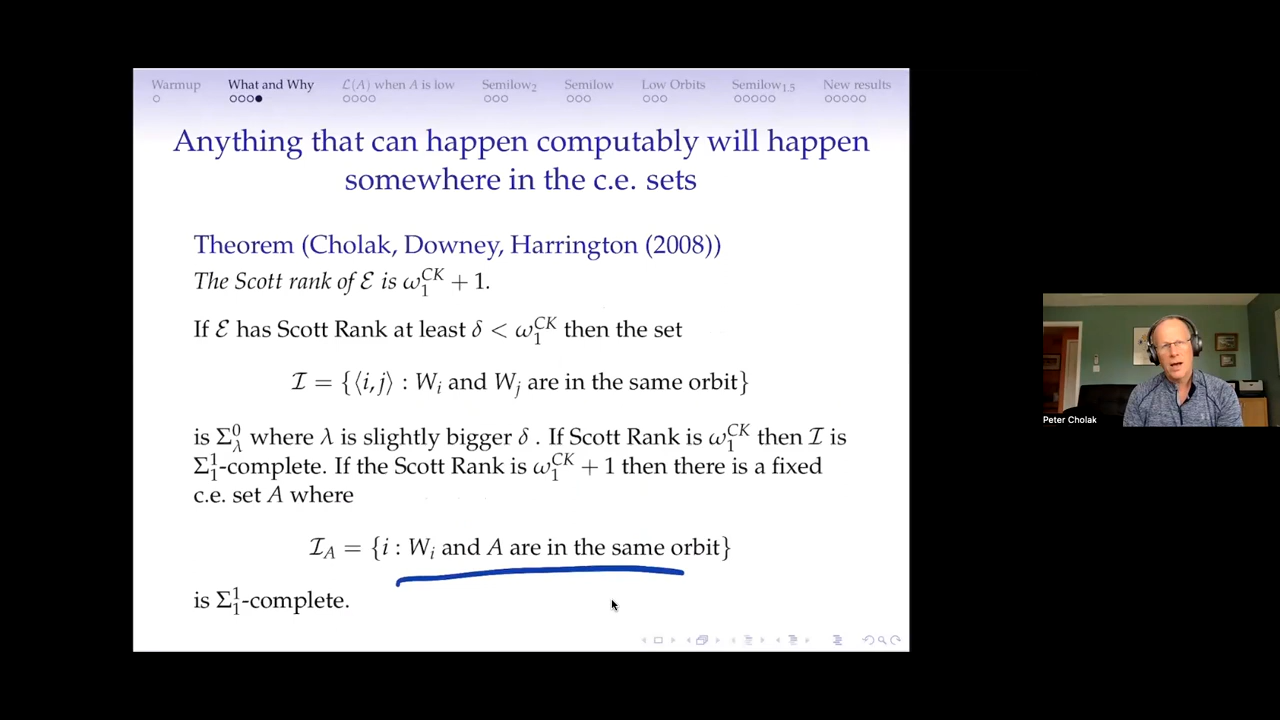 Warmup What and Why ℒ(A) when A is low Semilow₂ Semilow Low Orbits Semilow₁.₅ New results
Anything that can happen computably will happen
somewhere in the c.e. sets
Theorem (Cholak, Downey, Harrington (2008))
The Scott rank of ℰ is ω₁^{CK} + 1.
If ℰ has Scott Rank at least δ < ω₁^{CK} then the set
ℐ = {⟨i, j⟩ : W_i and W_j are in the same orbit}
is Σ⁰_λ where λ is slightly bigger δ . If Scott Rank is ω₁^{CK} then ℐ is
Σ¹₁-complete. If the Scott Rank is ω₁^{CK} + 1 then there is a fixed
c.e. set A where
ℐ_A = {i : W_i and A are in the same orbit}
is Σ¹₁-complete.
Peter Cholak